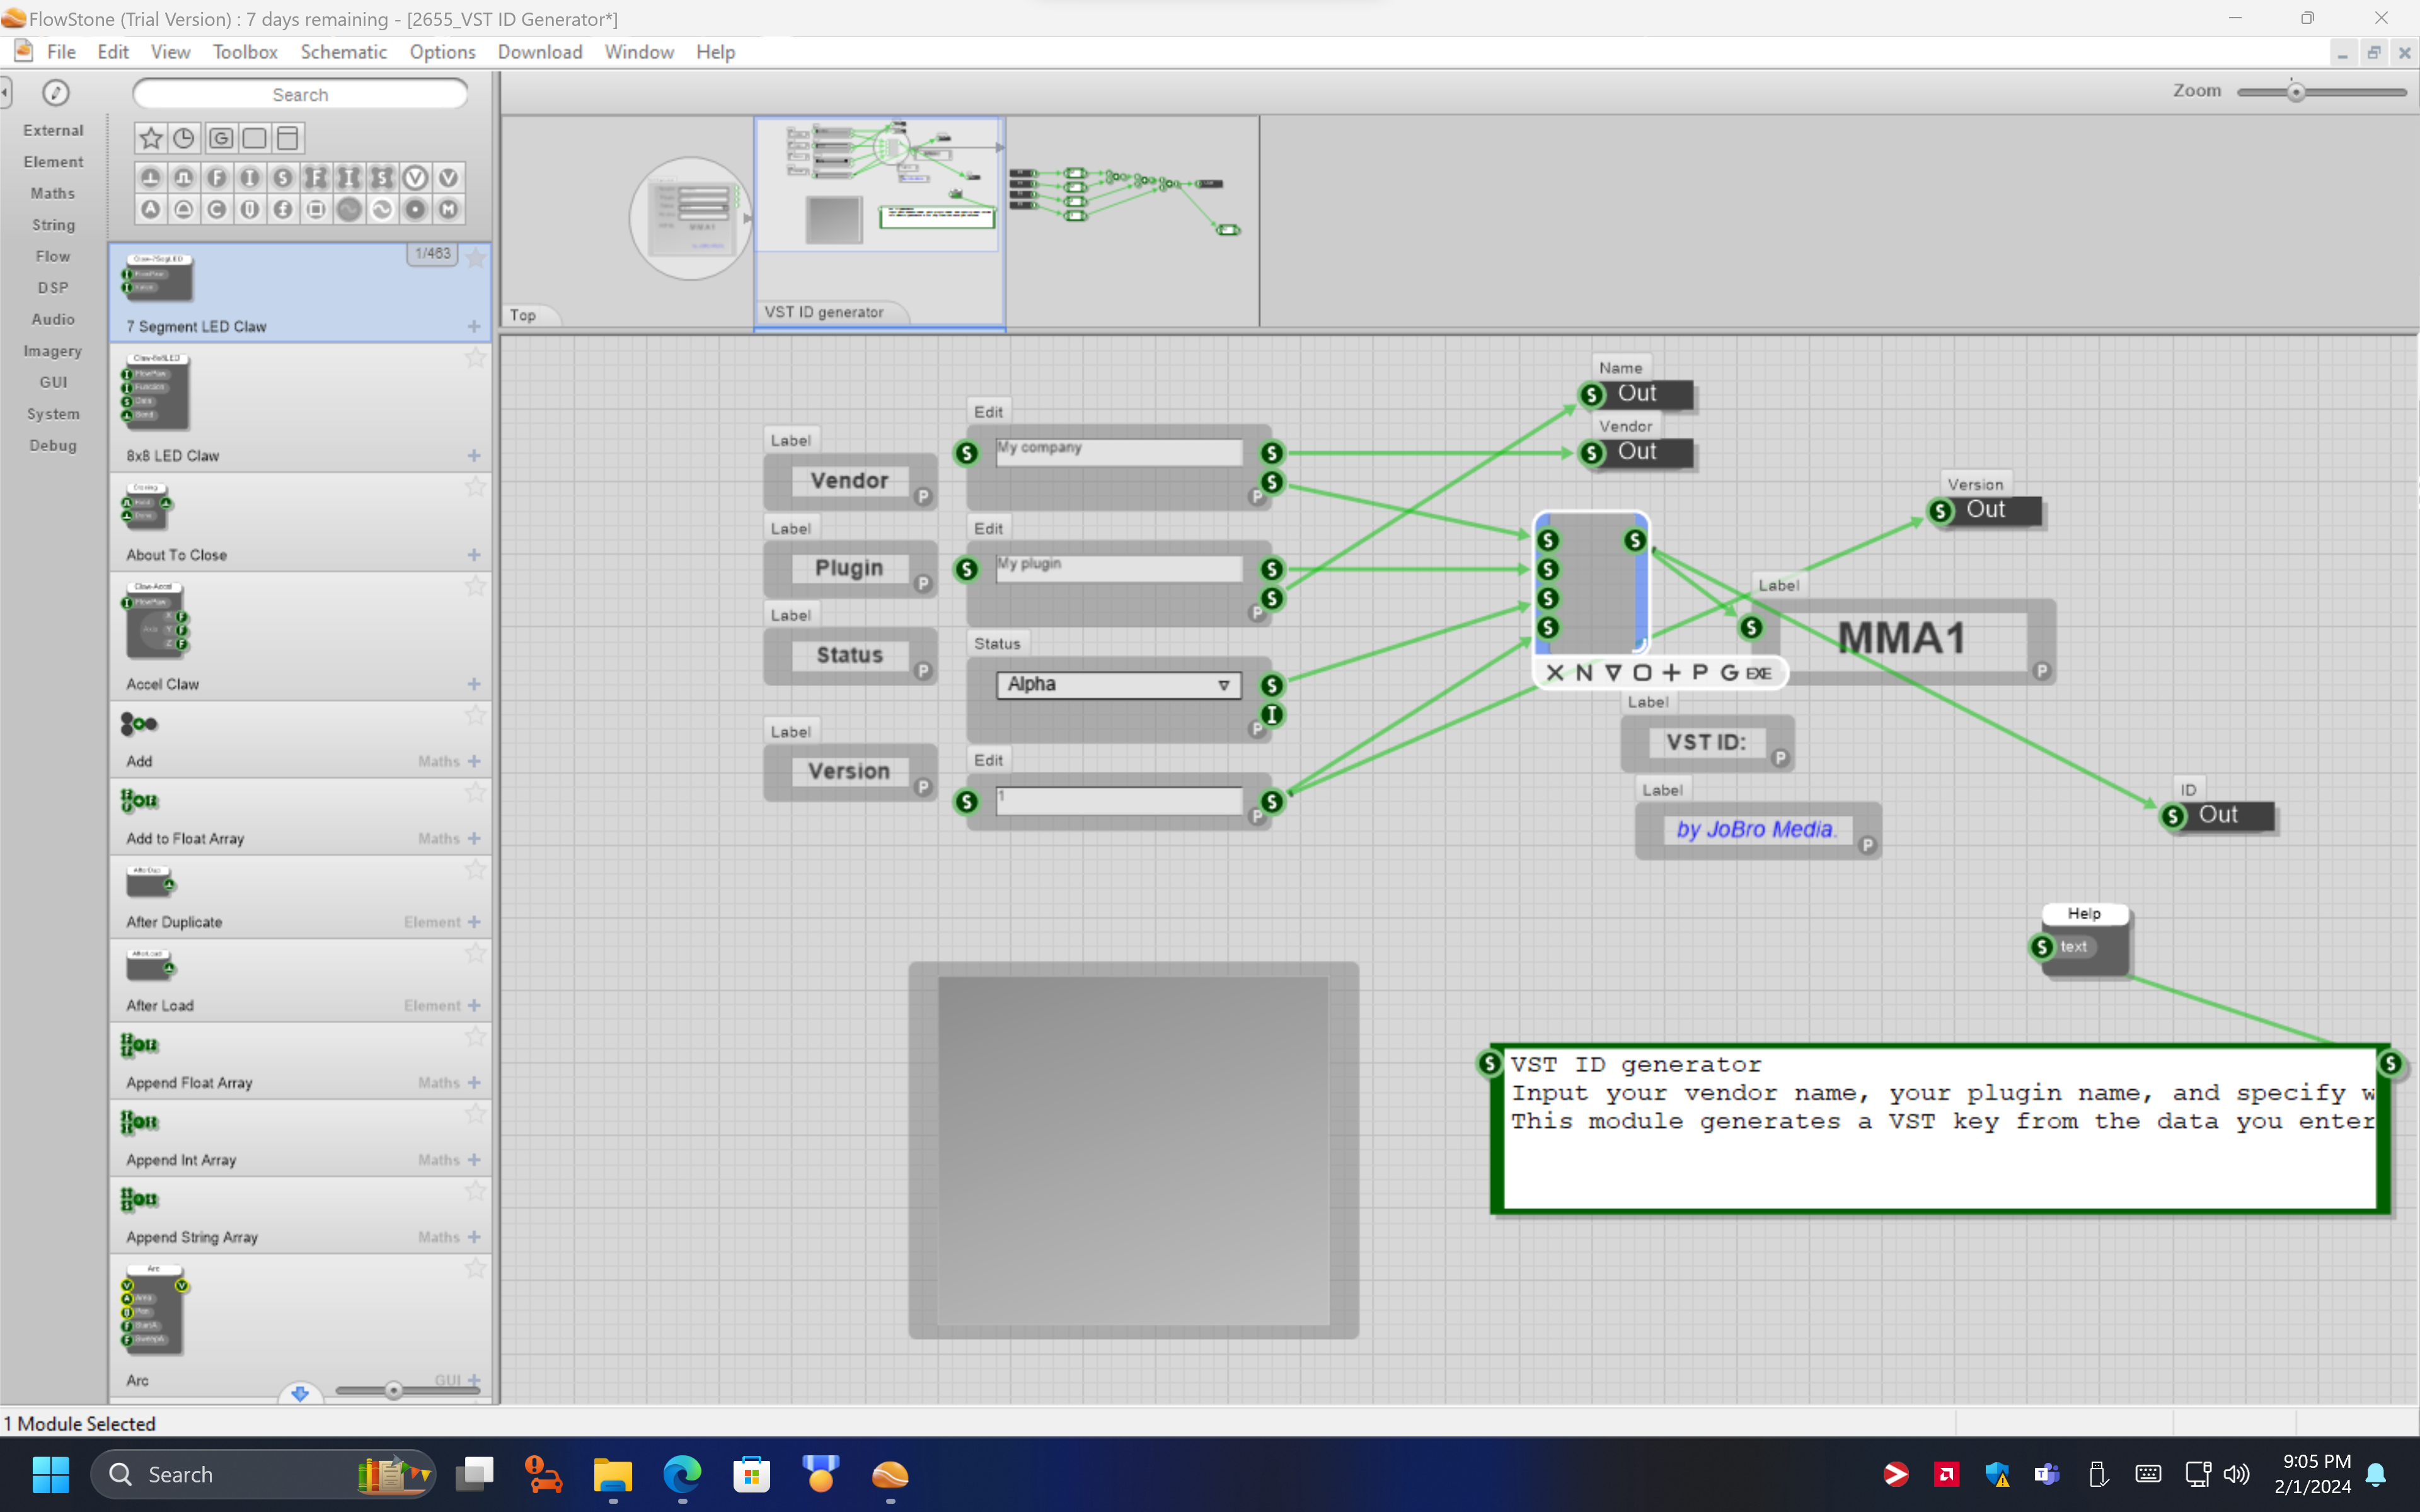 FlowStone (Trial Version) : 7 days remaining - [2655_VST ID Generator*]
File Edit View Toolbox Schematic Options Download Window Help
Search
Zoom
External
Element
Maths
String
Flow
DSP
Audio
Imagery
GUI
System
Debug
1/463
7 Segment LED Claw
8x8 LED Claw
About To Close
Accel Claw
Add Maths
Add to Float Array Maths
After Duplicate Element
After Load Element
Append Float Array Maths
Append Int Array Maths
Append String Array Maths
Arc GUI
Top
VST ID generator
Label
Vendor
Label
Plugin
Label
Status
Label
Version
Edit
My company
Edit
My plugin
Status
Alpha
Edit
1
Name
Out
Vendor
Out
Version
Out
Label
MMA1
X N O + P G EXE
Label
VST ID:
Label
by JoBro Media.
ID
Out
Help
text
VST ID generator
Input your vendor name, your plugin name, and specify w
This module generates a VST key from the data you enter
1 Module Selected
Search
9:05 PM
2/1/2024